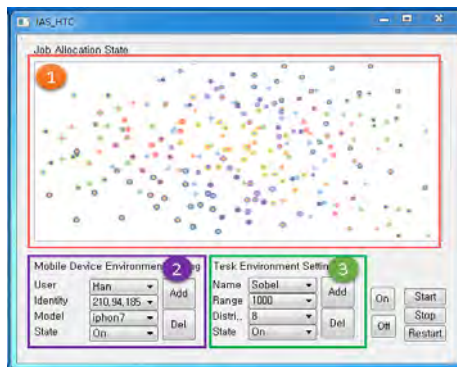 IAS_HTC
Job Allocation State
1
Mobile Device Environment
2
User Han
Identity 210.94.185
Model iphon7
State On
Add
Del
Tesk Environment Settin
3
Name Sobel
Range 1000
Distri.. 8
State On
Add
Del
On
Off
Start
Stop
Restart